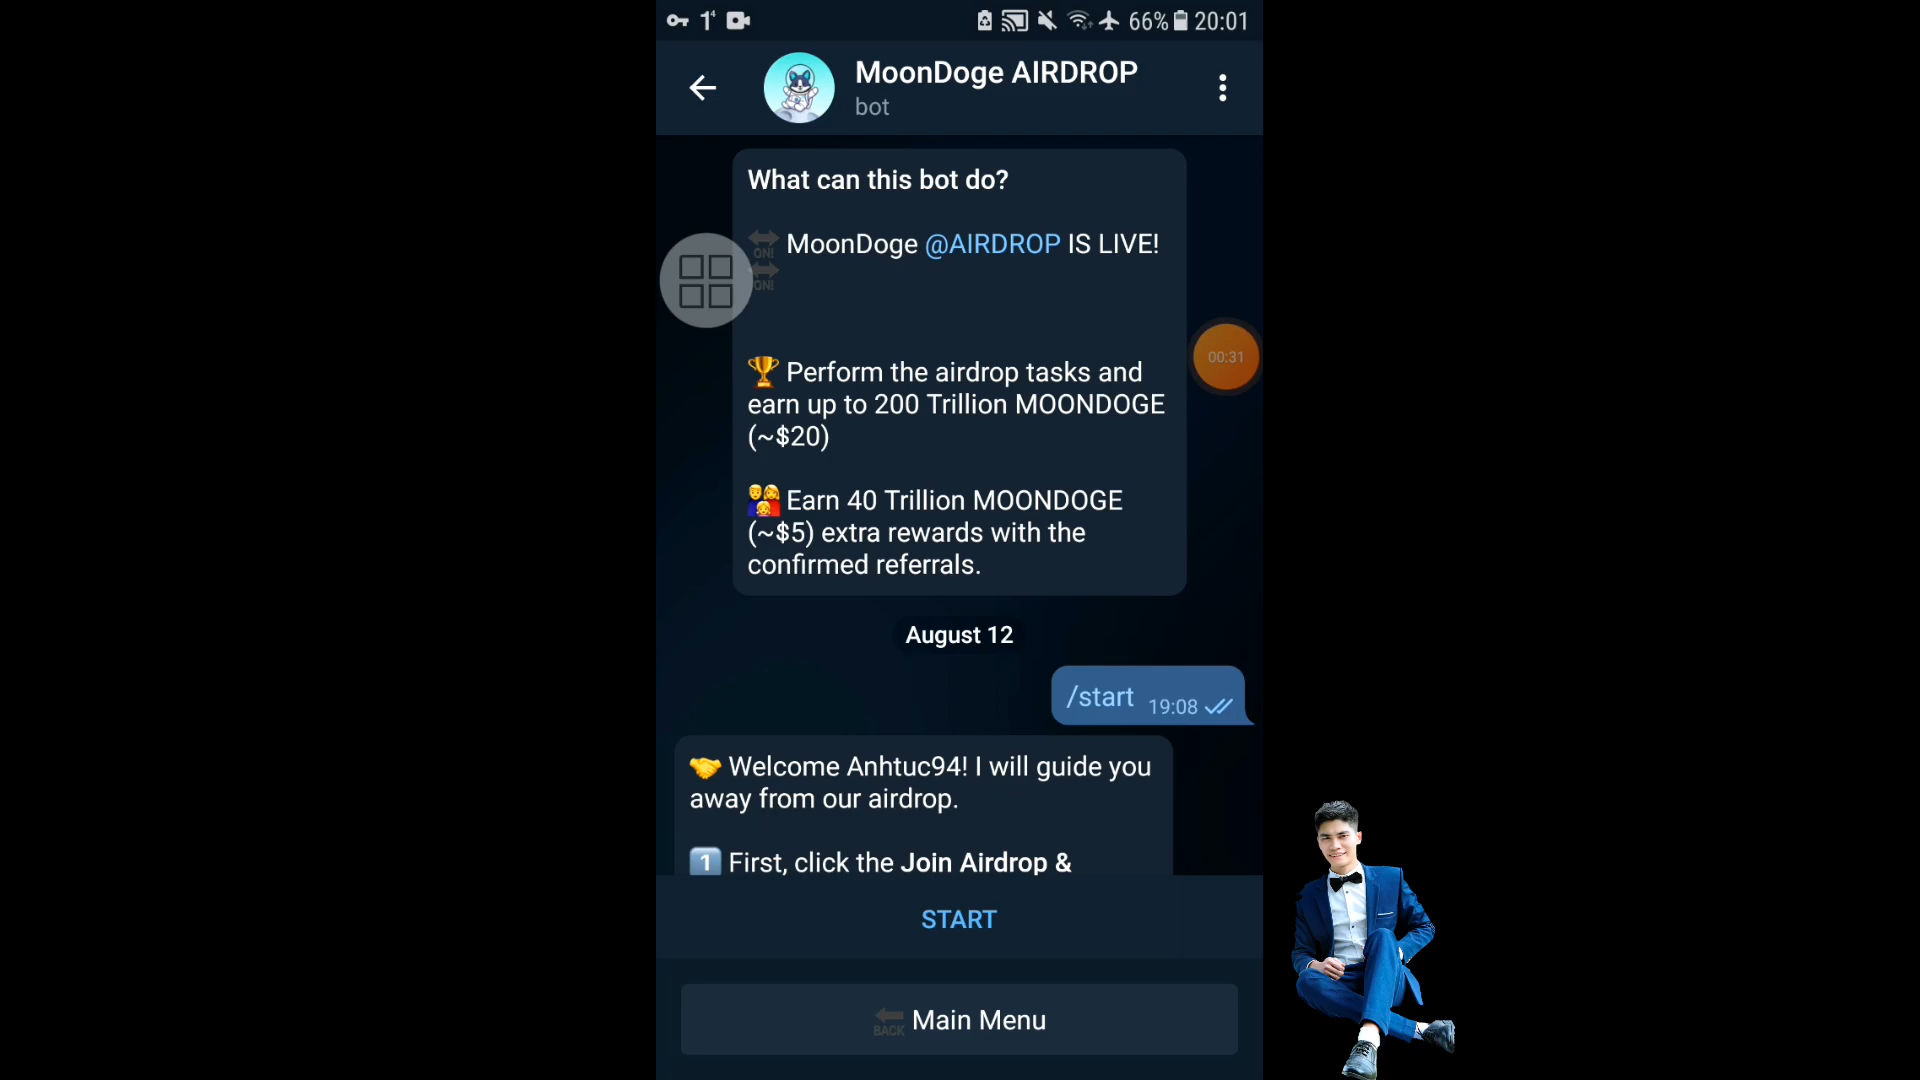 1
66%
20:01
MoonDoge AIRDROP
bot
What can this bot do?
MoonDoge @AIRDROP IS LIVE!
ON!
ON!
00:31
🏆 Perform the airdrop tasks and
earn up to 200 Trillion MOONDOGE
(~$20)
👨‍👩‍👧 Earn 40 Trillion MOONDOGE
(~$5) extra rewards with the
confirmed referrals.
August 12
/start 19:08
🤝 Welcome Anhtuc94! I will guide you
away from our airdrop.
1️⃣ First, click the Join Airdrop &
START
BACK Main Menu